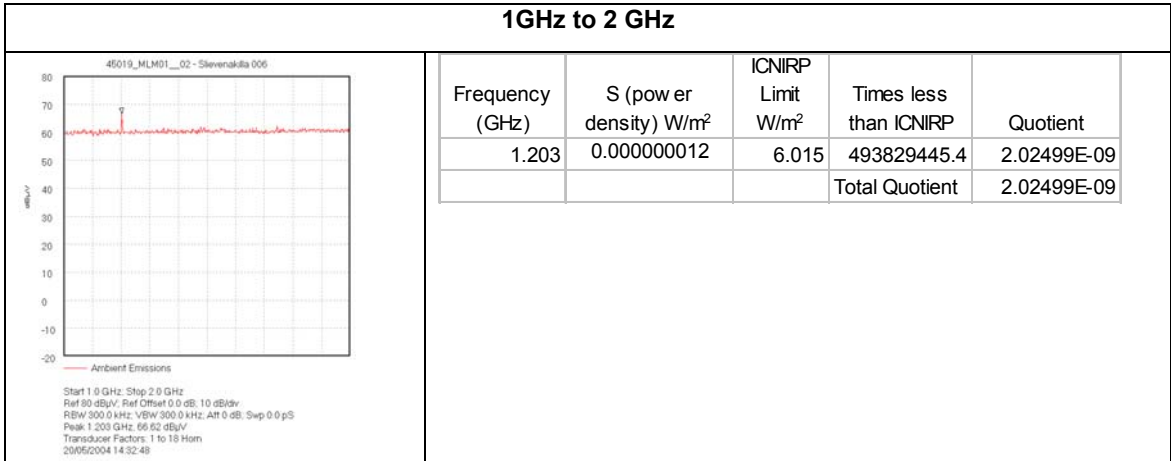 1GHz to 2 GHz
45019_MLM01__02 - Slievenakilla 006
80
70
60
50
40
30
20
10
0
-10
-20
dBµV
Ambient Emissions
Start 1.0 GHz; Stop 2.0 GHz
Ref 80 dBµV; Ref Offset 0.0 dB; 10 dB/div
RBW 300.0 kHz; VBW 300.0 kHz; Att 0 dB; Swp 0.0 pS
Peak 1.203 GHz, 66.62 dBµV
Transducer Factors: 1 to 18 Horn
20/05/2004 14:32:48
Frequency (GHz) S (pow er density) W/m² ICNIRP Limit W/m² Times less than ICNIRP Quotient
1.203 0.000000012 6.015 493829445.4 2.02499E-09
Total Quotient 2.02499E-09